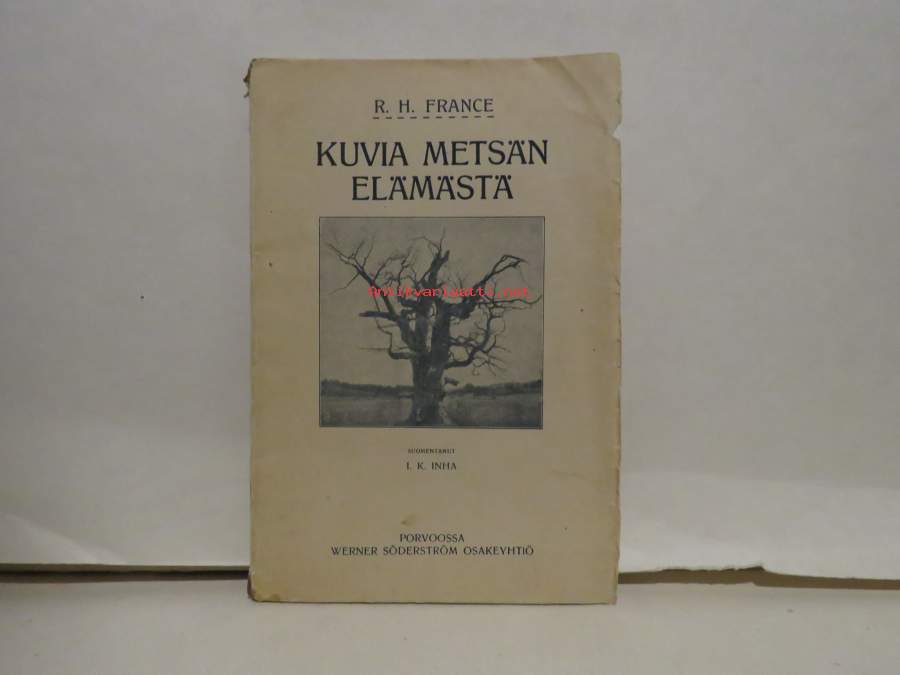 R. H. FRANCE
KUVIA METSÄN
ELÄMÄSTÄ
antikvariaatti.net
SUOMENTANUT
I. K. INHA
PORVOOSSA
WERNER SÖDERSTRÖM OSAKEYHTIÖ